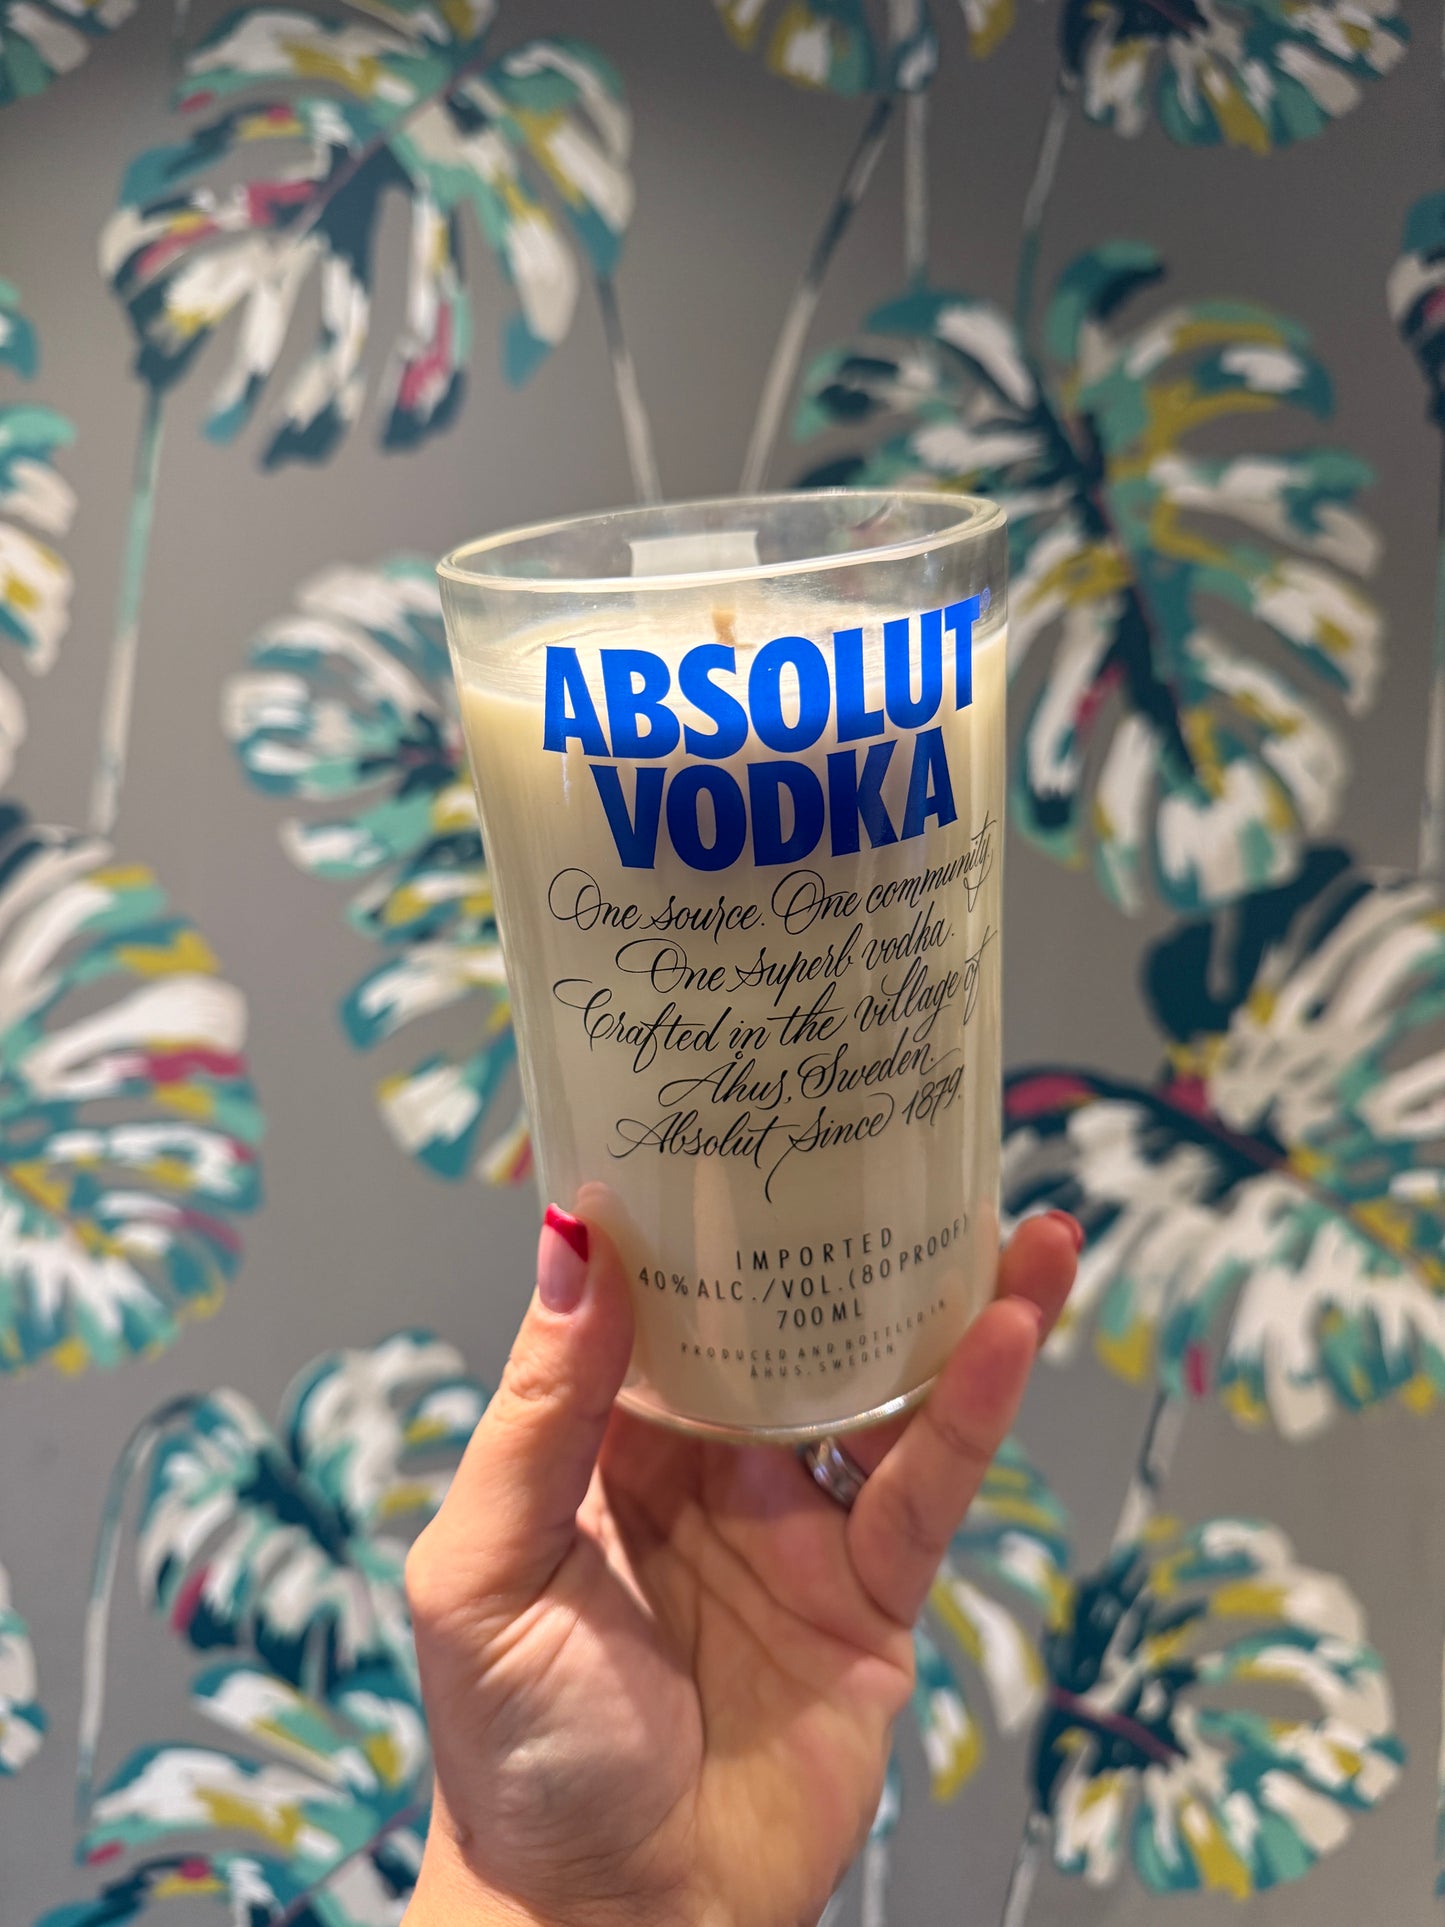 ABSOLUT®
VODKA
One source. One community.
One superb vodka.
Crafted in the village of
Åhus, Sweden.
Absolut Since 1879.
IMPORTED
40% ALC./VOL. (80 PROOF)
700ML
PRODUCED AND BOTTLED IN
ÅHUS, SWEDEN